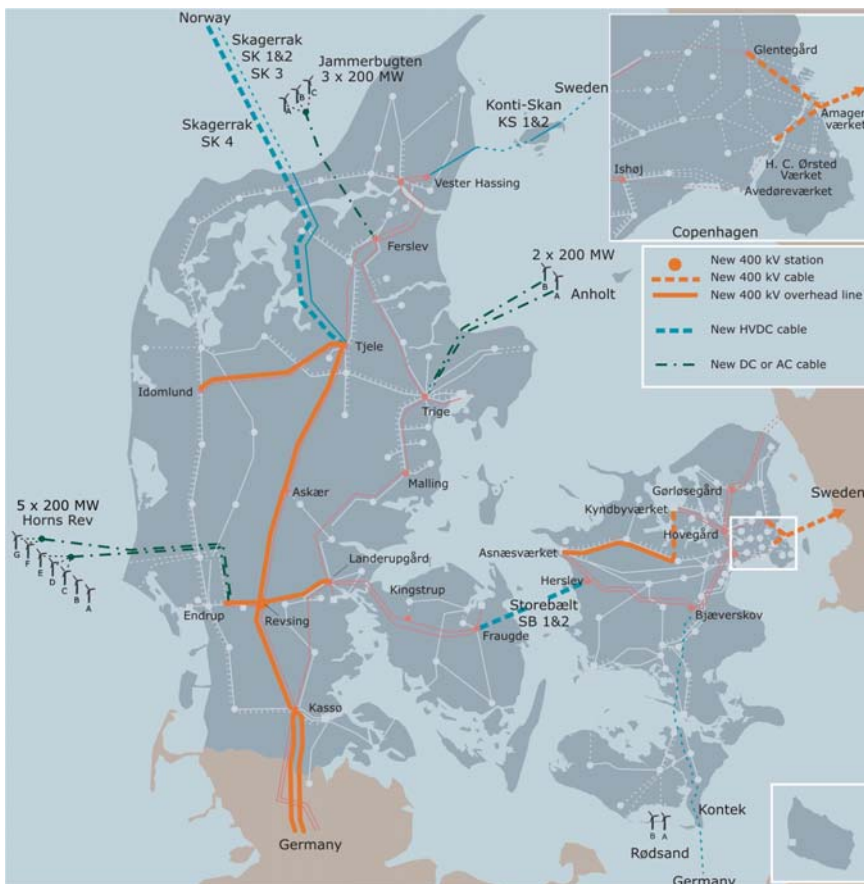 Norway
Skagerrak
SK 1&2
SK 3
Jammerbugten
3 x 200 MW
A
B
C
Skagerrak
SK 4
Konti-Skan
KS 1&2
Sweden
Vester Hassing
Ferslev
2 x 200 MW
B
A
Anholt
Tjele
Idomlund
Trige
Askær
Malling
5 x 200 MW
Horns Rev
G
F
E
D
C
B
A
Endrup
Revsing
Landerupgård
Kingstrup
Fraugde
Kassø
Germany
Storebælt
SB 1&2
Gørløsegård
Kyndbyværket
Hovegård
Asnæsværket
Herslev
Bjæverskov
Sweden
Kontek
B
A
Rødsand
Germany
Glentegård
Amager
værket
H. C. Ørsted
Værket
Avedøreværket
Ishøj
Copenhagen
New 400 kV station
New 400 kV cable
New 400 kV overhead line
New HVDC cable
New DC or AC cable